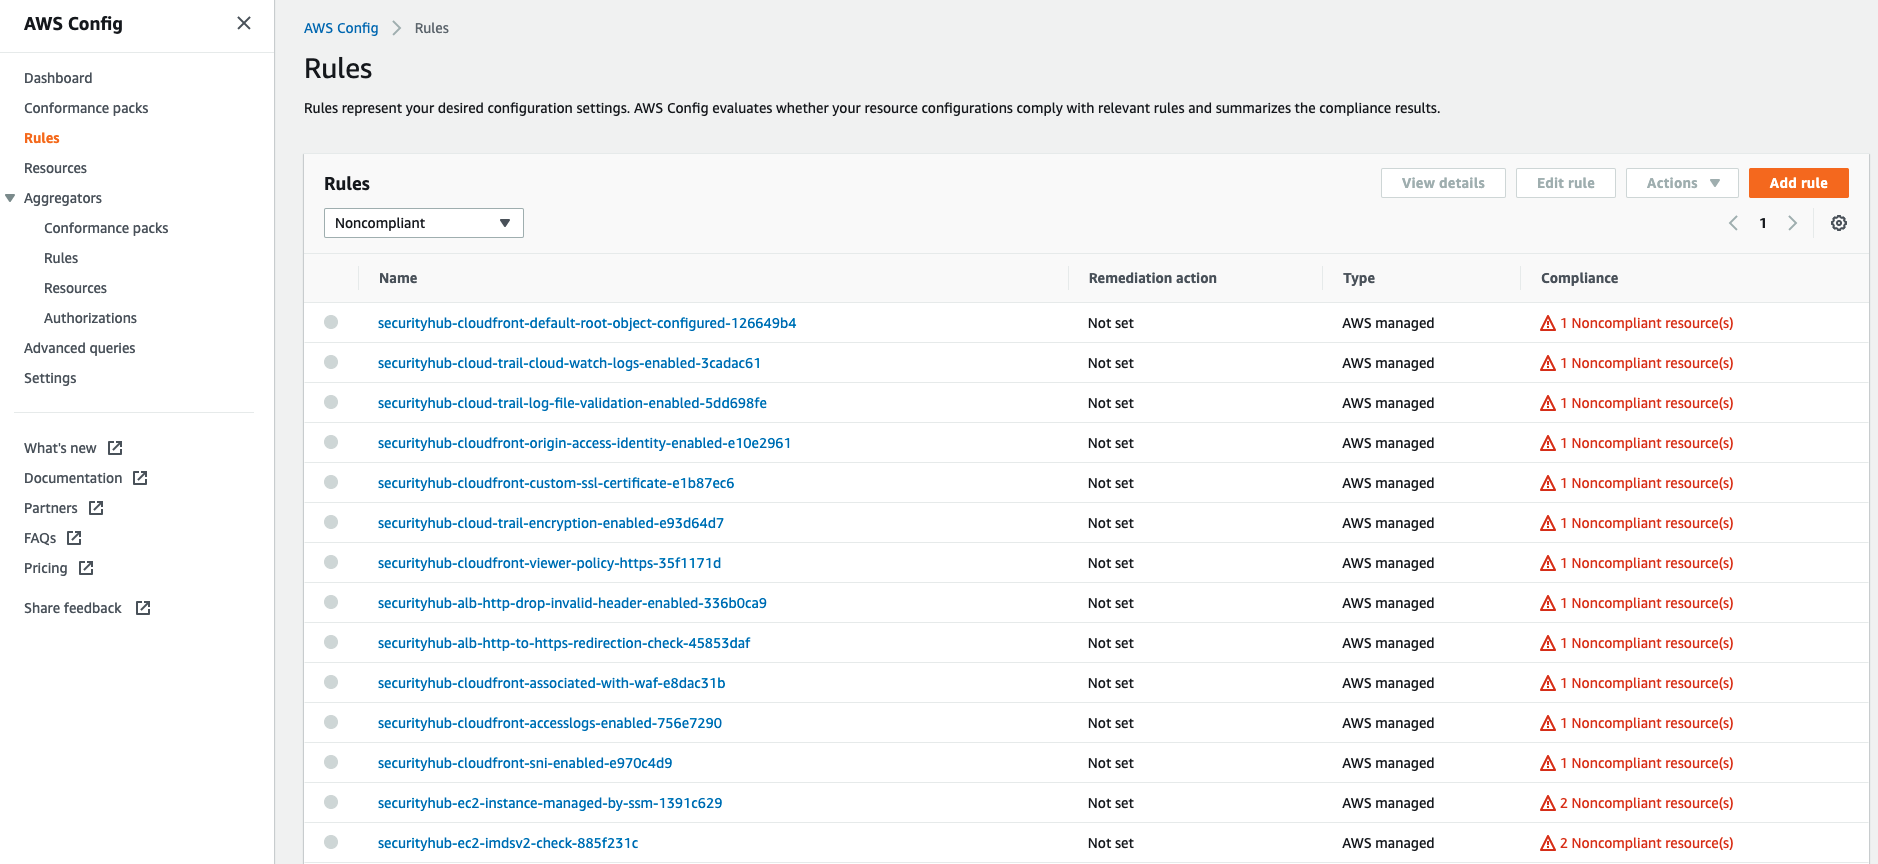 AWS Config
Dashboard
Conformance packs
Rules
Resources
Aggregators
Conformance packs
Rules
Resources
Authorizations
Advanced queries
Settings
What's new
Documentation
Partners
FAQs
Pricing
Share feedback
AWS Config > Rules
Rules
Rules represent your desired configuration settings. AWS Config evaluates whether your resource configurations comply with relevant rules and summarizes the compliance results.
Rules View details Edit rule Actions Add rule
Noncompliant 1
Name Remediation action Type Compliance
securityhub-cloudfront-default-root-object-configured-126649b4 Not set AWS managed 1 Noncompliant resource(s)
securityhub-cloud-trail-cloud-watch-logs-enabled-3cadac61 Not set AWS managed 1 Noncompliant resource(s)
securityhub-cloud-trail-log-file-validation-enabled-5dd698fe Not set AWS managed 1 Noncompliant resource(s)
securityhub-cloudfront-origin-access-identity-enabled-e10e2961 Not set AWS managed 1 Noncompliant resource(s)
securityhub-cloudfront-custom-ssl-certificate-e1b87ec6 Not set AWS managed 1 Noncompliant resource(s)
securityhub-cloud-trail-encryption-enabled-e93d64d7 Not set AWS managed 1 Noncompliant resource(s)
securityhub-cloudfront-viewer-policy-https-35f1171d Not set AWS managed 1 Noncompliant resource(s)
securityhub-alb-http-drop-invalid-header-enabled-336b0ca9 Not set AWS managed 1 Noncompliant resource(s)
securityhub-alb-http-to-https-redirection-check-45853daf Not set AWS managed 1 Noncompliant resource(s)
securityhub-cloudfront-associated-with-waf-e8dac31b Not set AWS managed 1 Noncompliant resource(s)
securityhub-cloudfront-accesslogs-enabled-756e7290 Not set AWS managed 1 Noncompliant resource(s)
securityhub-cloudfront-sni-enabled-e970c4d9 Not set AWS managed 1 Noncompliant resource(s)
securityhub-ec2-instance-managed-by-ssm-1391c629 Not set AWS managed 2 Noncompliant resource(s)
securityhub-ec2-imdsv2-check-885f231c Not set AWS managed 2 Noncompliant resource(s)